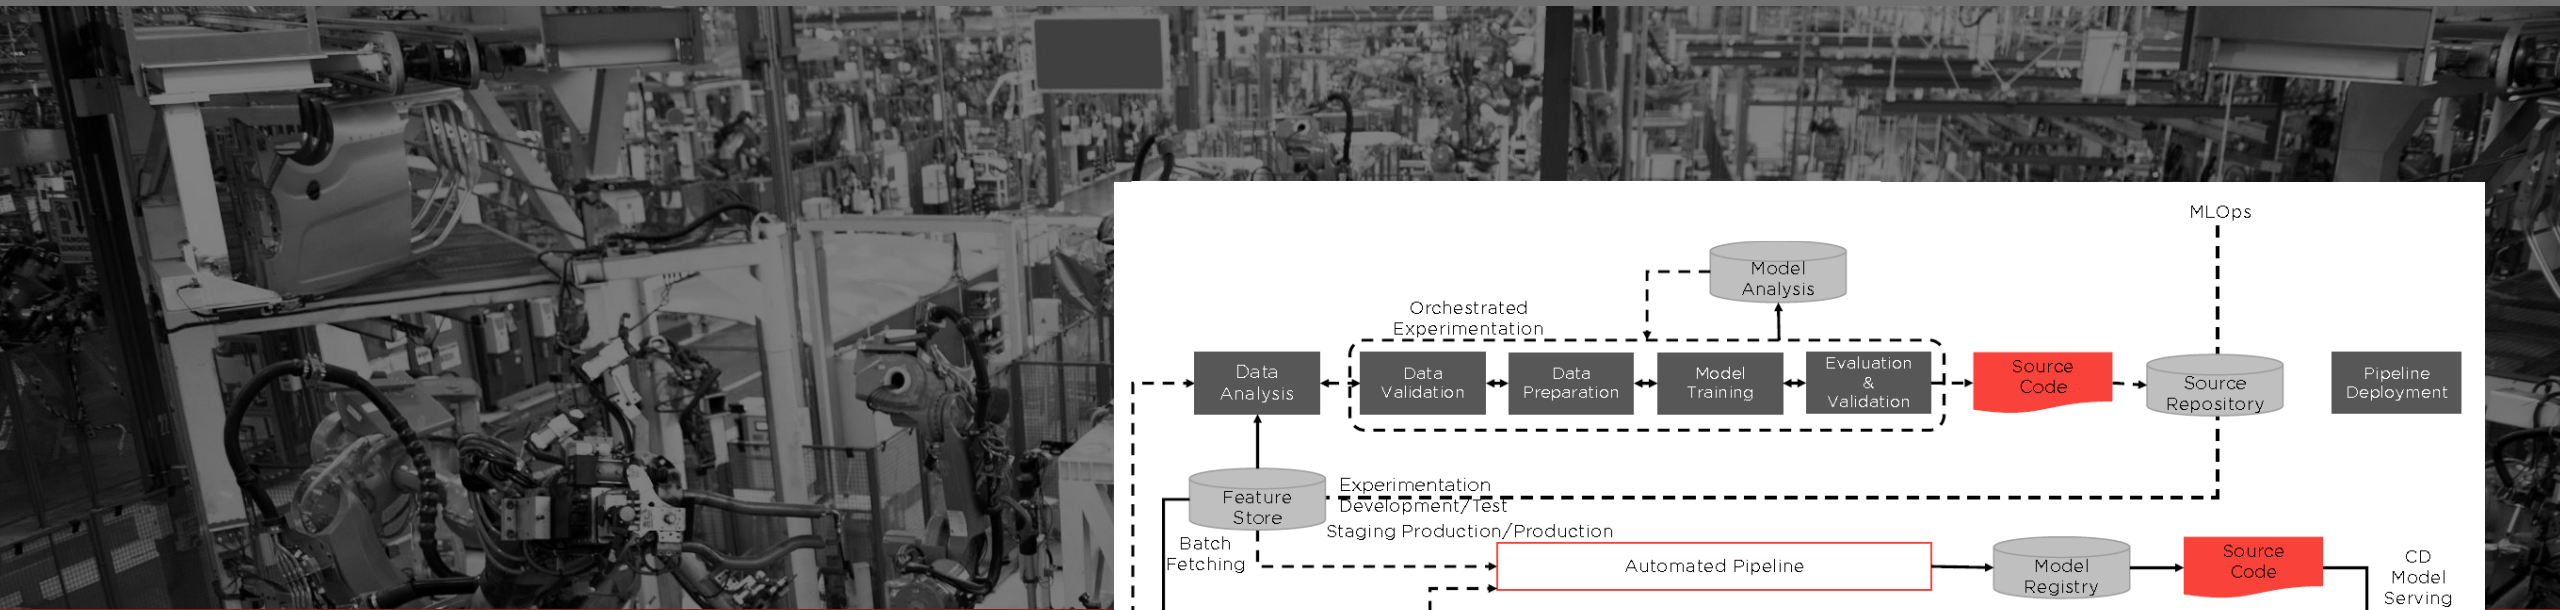 MLOps
Model
Analysis
Orchestrated
Experimentation
Data
Analysis
Data
Validation
Data
Preparation
Model
Training
Evaluation
&
Validation
Source
Code
Source
Repository
Pipeline
Deployment
Feature
Store
Experimentation
Development/Test
Staging Production/Production
Batch
Fetching
Automated Pipeline
Model
Registry
Source
Code
CD
Model
Serving